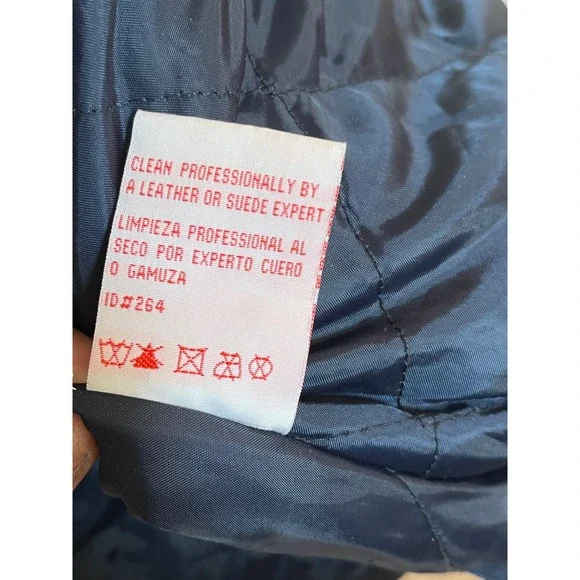 CLEAN PROFESSIONALLY BY
A LEATHER OR SUEDE EXPERT
LIMPIEZA PROFESSIONAL AL
SECO POR EXPERTO CUERO
O GAMUZA
ID#264